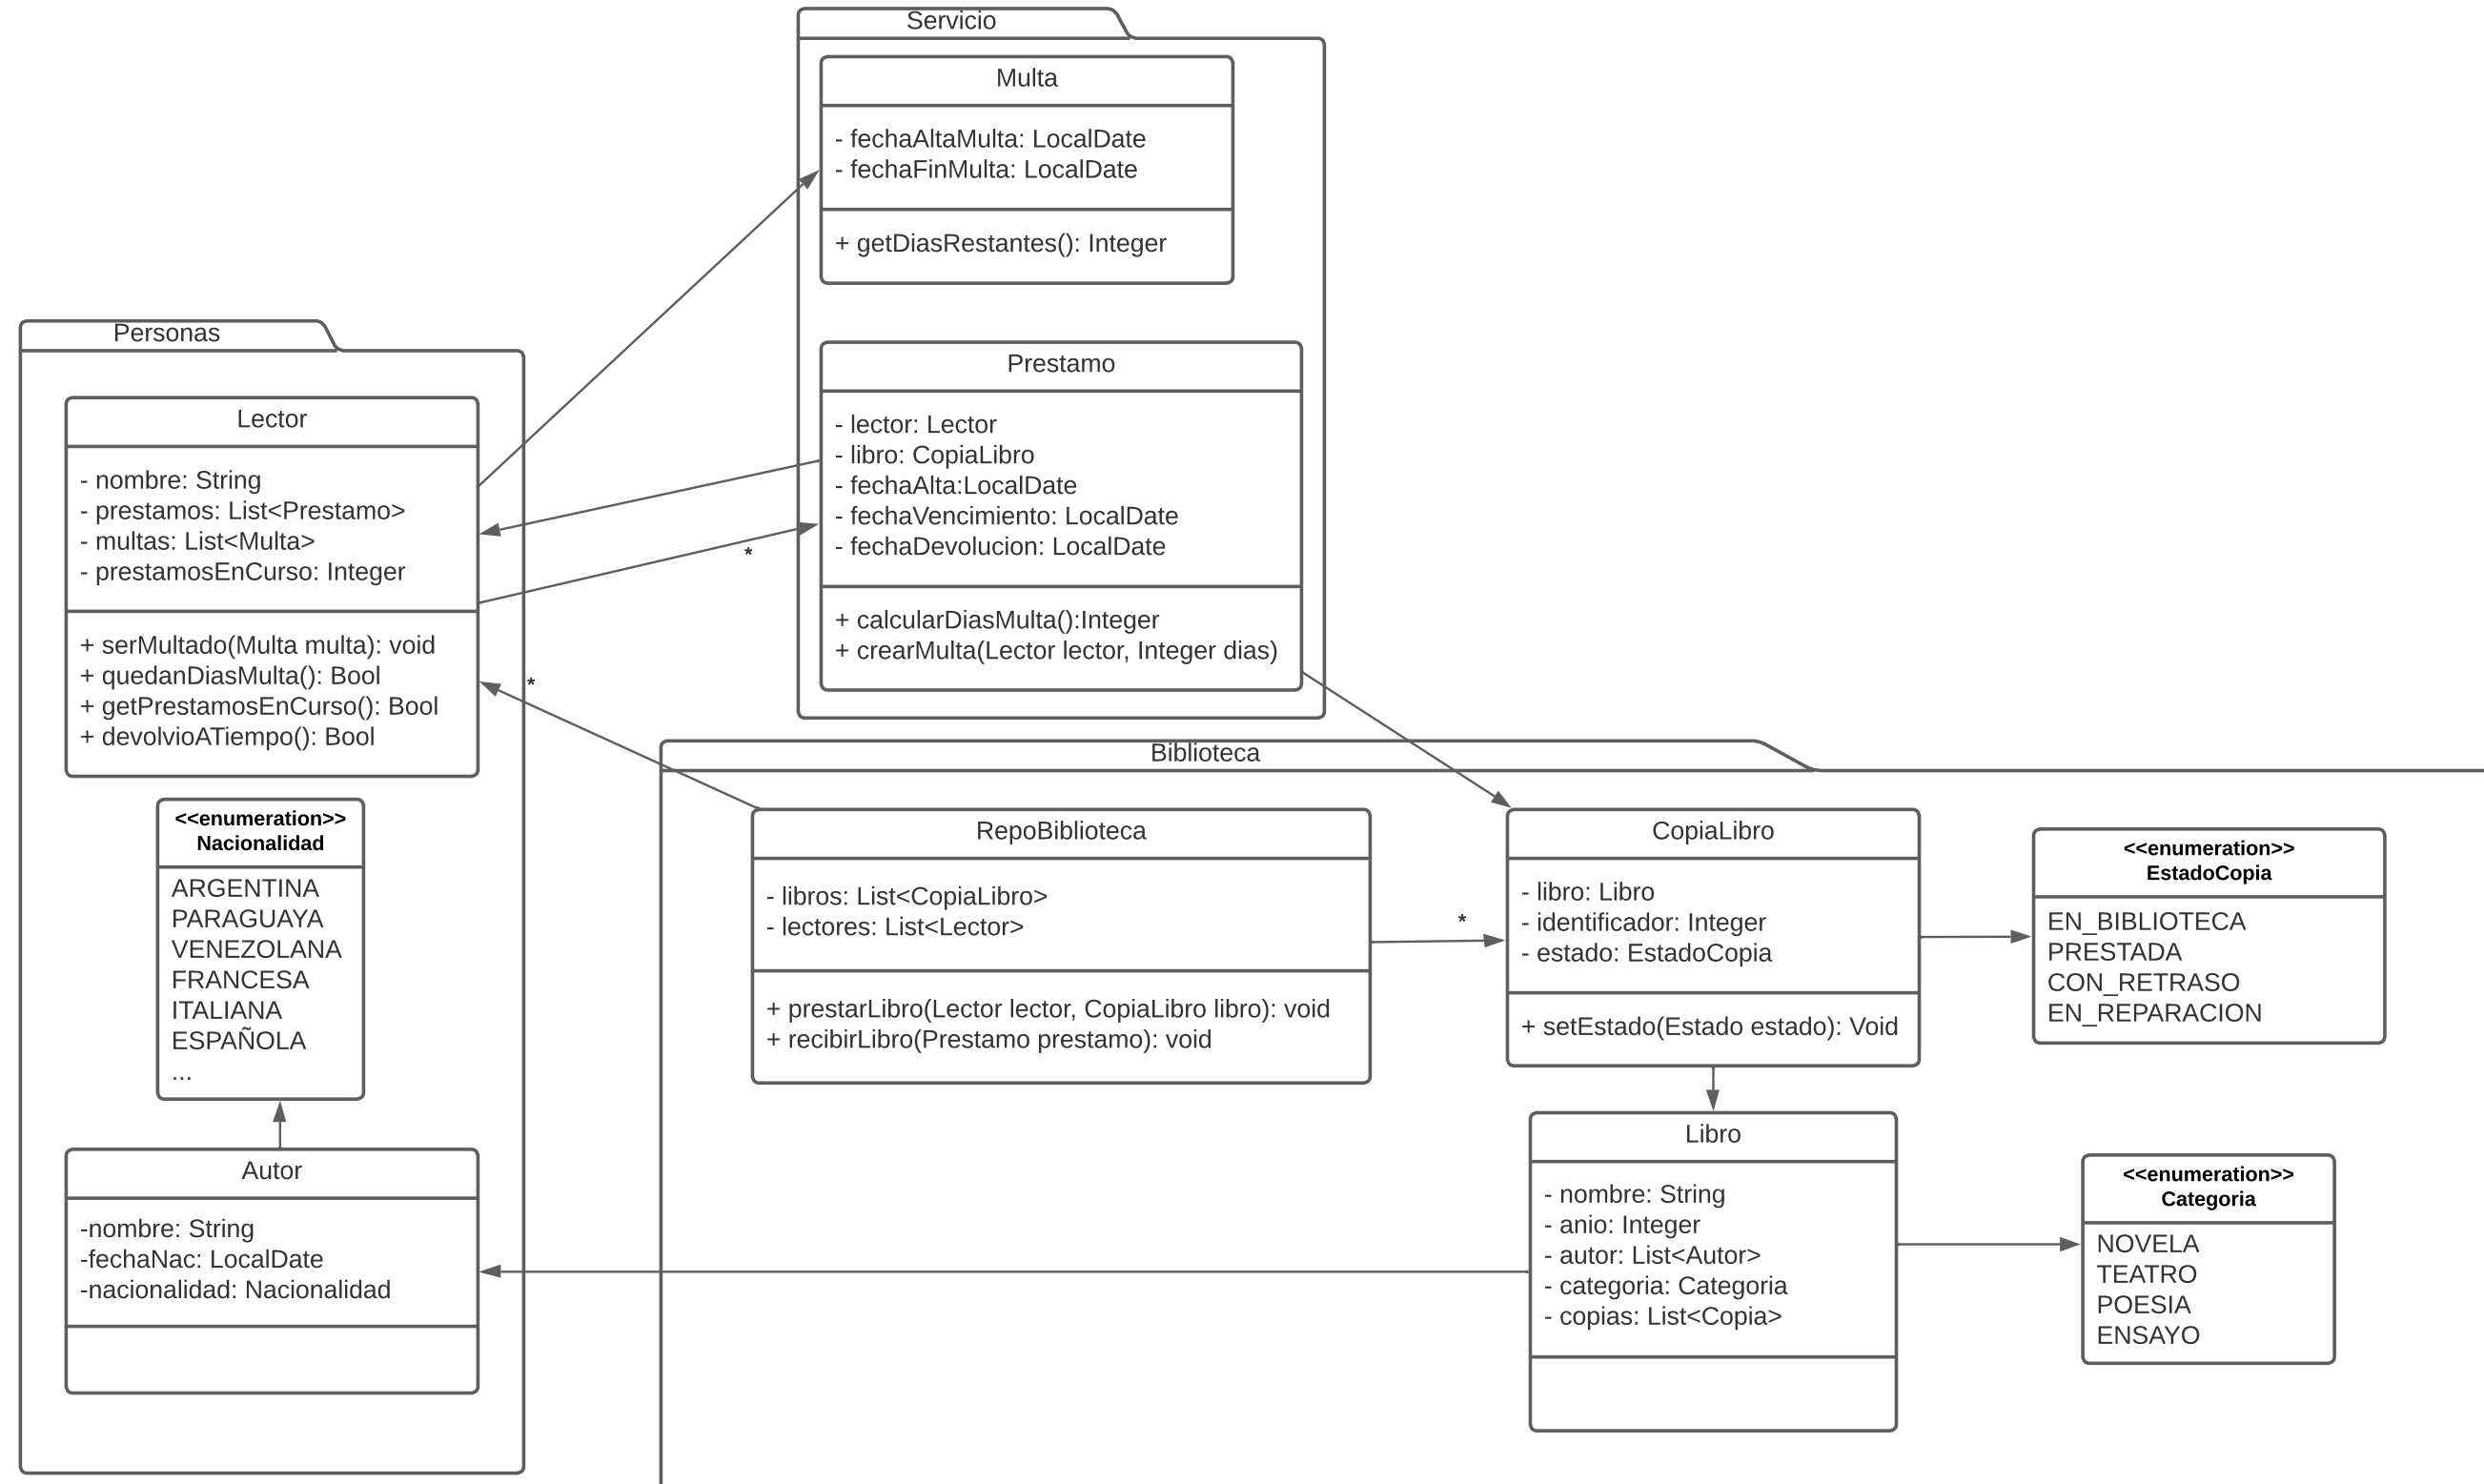 Servicio
Multa
- fechaAltaMulta: LocalDate
- fechaFinMulta: LocalDate
+ getDiasRestantes(): Integer
Prestamo
- lector: Lector
- libro: CopiaLibro
- fechaAlta:LocalDate
- fechaVencimiento: LocalDate
- fechaDevolucion: LocalDate
+ calcularDiasMulta():Integer
+ crearMulta(Lector lector, Integer dias)
Personas
Lector
- nombre: String
- prestamos: List<Prestamo>
- multas: List<Multa>
- prestamosEnCurso: Integer
+ serMultado(Multa multa): void
+ quedanDiasMulta(): Bool
+ getPrestamosEnCurso(): Bool
+ devolvioATiempo(): Bool
*
*
<<enumeration>>
Nacionalidad
ARGENTINA
PARAGUAYA
VENEZOLANA
FRANCESA
ITALIANA
ESPAÑOLA
...
Autor
-nombre: String
-fechaNac: LocalDate
-nacionalidad: Nacionalidad
Biblioteca
RepoBiblioteca
- libros: List<CopiaLibro>
- lectores: List<Lector>
+ prestarLibro(Lector lector, CopiaLibro libro): void
+ recibirLibro(Prestamo prestamo): void
*
CopiaLibro
- libro: Libro
- identificador: Integer
- estado: EstadoCopia
+ setEstado(Estado estado): Void
<<enumeration>>
EstadoCopia
EN_BIBLIOTECA
PRESTADA
CON_RETRASO
EN_REPARACION
Libro
- nombre: String
- anio: Integer
- autor: List<Autor>
- categoria: Categoria
- copias: List<Copia>
<<enumeration>>
Categoria
NOVELA
TEATRO
POESIA
ENSAYO